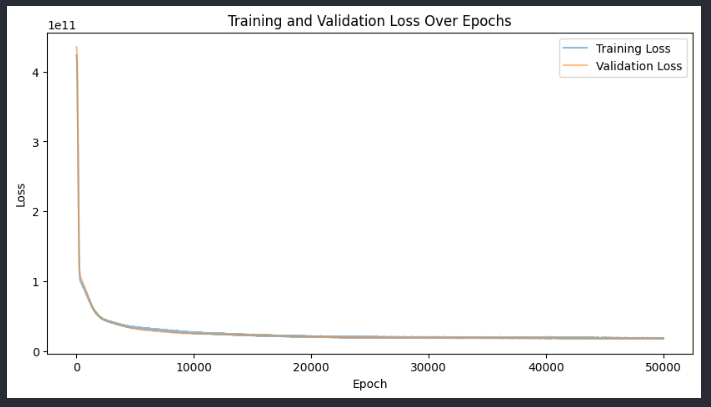 Training and Validation Loss Over Epochs
1e11
Training Loss
Validation Loss
4
3
2
1
0
Loss
0 10000 20000 30000 40000 50000
Epoch